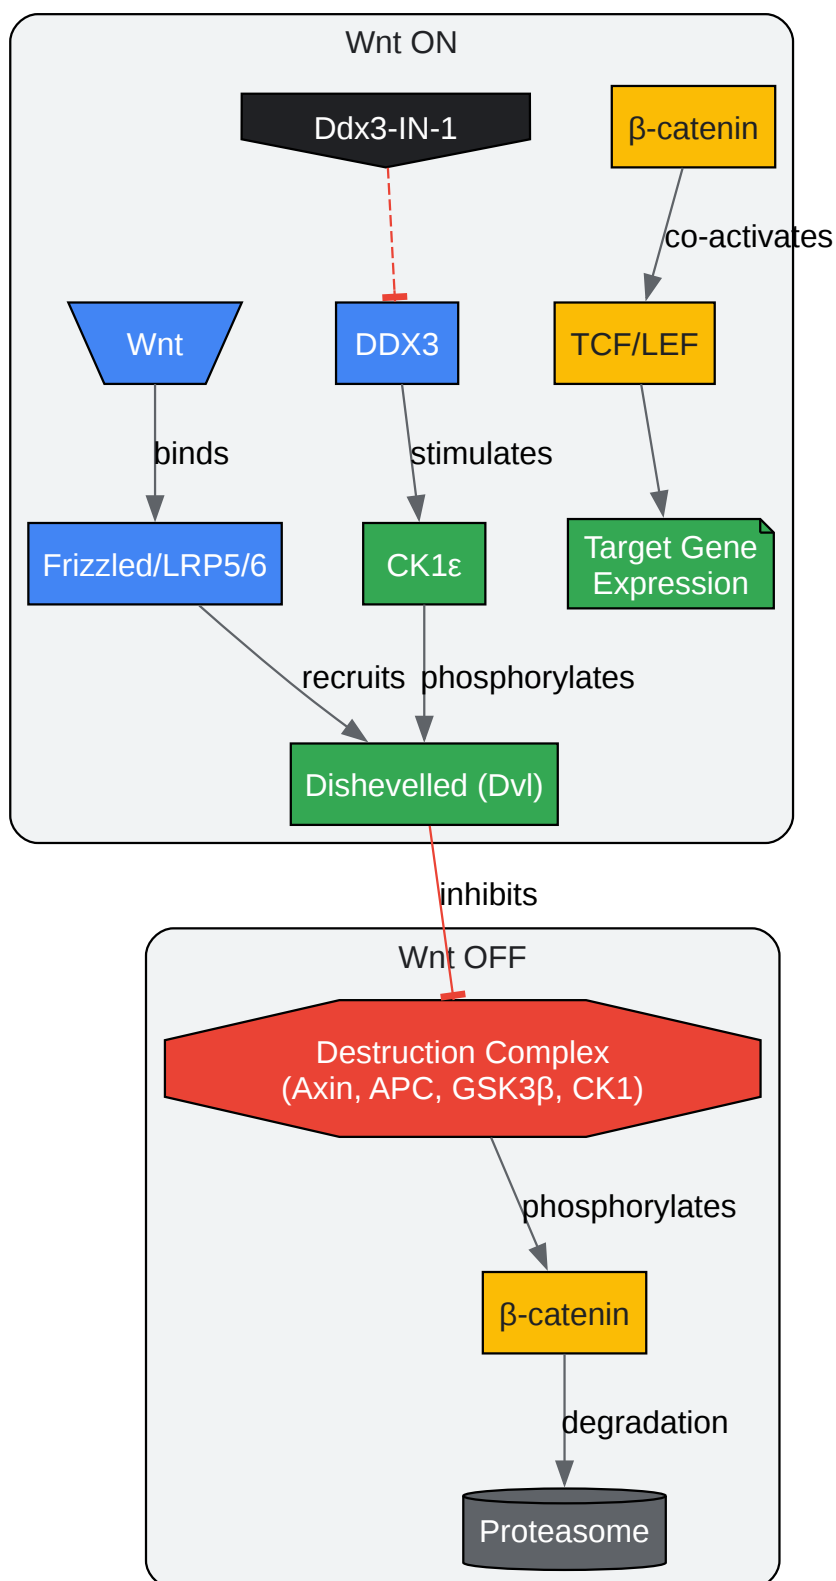 Wnt ON
Ddx3-IN-1
β-catenin
co-activates
Wnt
DDX3
TCF/LEF
binds
stimulates
Frizzled/LRP5/6
CK1ε
Target Gene
Expression
recruits
phosphorylates
Dishevelled (Dvl)
inhibits
Wnt OFF
Destruction Complex
(Axin, APC, GSK3β, CK1)
phosphorylates
β-catenin
degradation
Proteasome